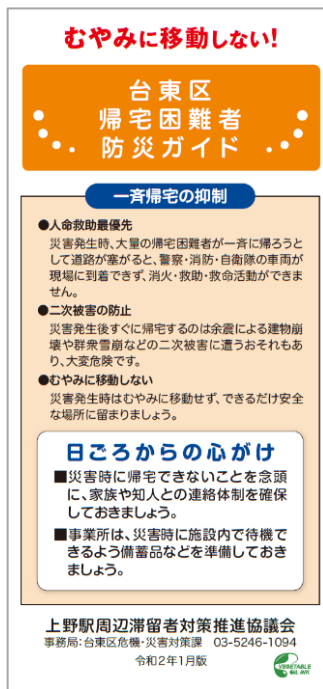 むやみに移動しない!
台東区
帰宅困難者
防災ガイド
一斉帰宅の抑制
●人命救助最優先
災害発生時、大量の帰宅困難者が一斉に帰ろうと
して道路が塞がると、警察・消防・自衛隊の車両が
現場に到着できず、消火・救助・救命活動ができま
せん。
●二次被害の防止
災害発生後すぐに帰宅するのは余震による建物崩
壊や群衆雪崩などの二次被害に遭うおそれもあ
り、大変危険です。
●むやみに移動しない
災害発生時はむやみに移動せず、できるだけ安全
な場所に留まりましょう。
日ごろからの心がけ
■災害時に帰宅できないことを念頭
に、家族や知人との連絡体制を確保
しておきましょう。
■事業所は、災害時に施設内で待機で
きるよう備蓄品などを準備しておき
ましょう。
上野駅周辺滞留者対策推進協議会
事務局:台東区危機・災害対策課 03-5246-1094
令和2年1月版
VEGETABLE
OIL INK